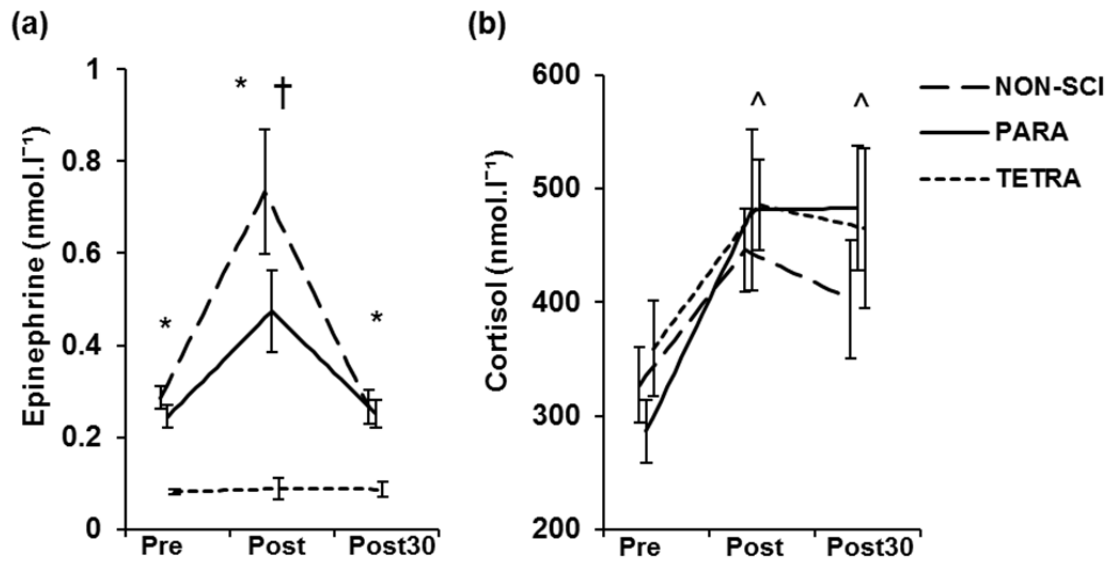 (a)
Epinephrine (nmol.l⁻¹)
1
0.8
0.6
0.4
0.2
0
* †
*
*
Pre Post Post30
(b)
Cortisol (nmol.l⁻¹)
600
500
400
300
200
^ ^
Pre Post Post30
NON-SCI
PARA
TETRA